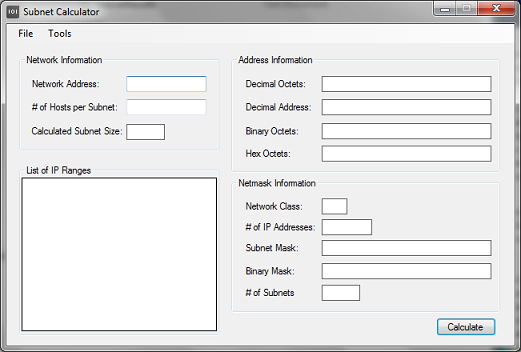 Subnet Calculator
File Tools
Network Information
Network Address:
# of Hosts per Subnet:
Calculated Subnet Size:
List of IP Ranges
Address Information
Decimal Octets:
Decimal Address:
Binary Octets:
Hex Octets:
Netmask Information
Network Class:
# of IP Addresses:
Subnet Mask:
Binary Mask:
# of Subnets
Calculate